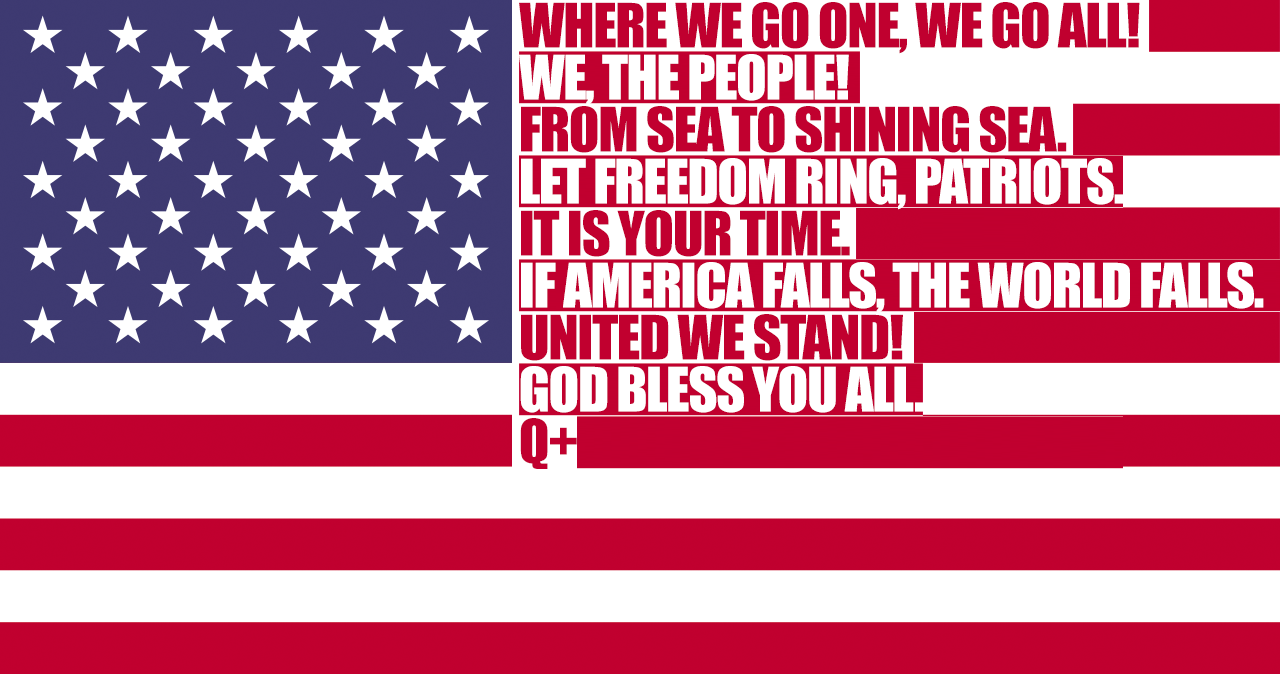 WHERE WE GO ONE, WE GO ALL!
WE, THE PEOPLE!
FROM SEA TO SHINING SEA.
LET FREEDOM RING, PATRIOTS.
IT IS YOUR TIME.
IF AMERICA FALLS, THE WORLD FALLS.
UNITED WE STAND!
GOD BLESS YOU ALL.
Q+